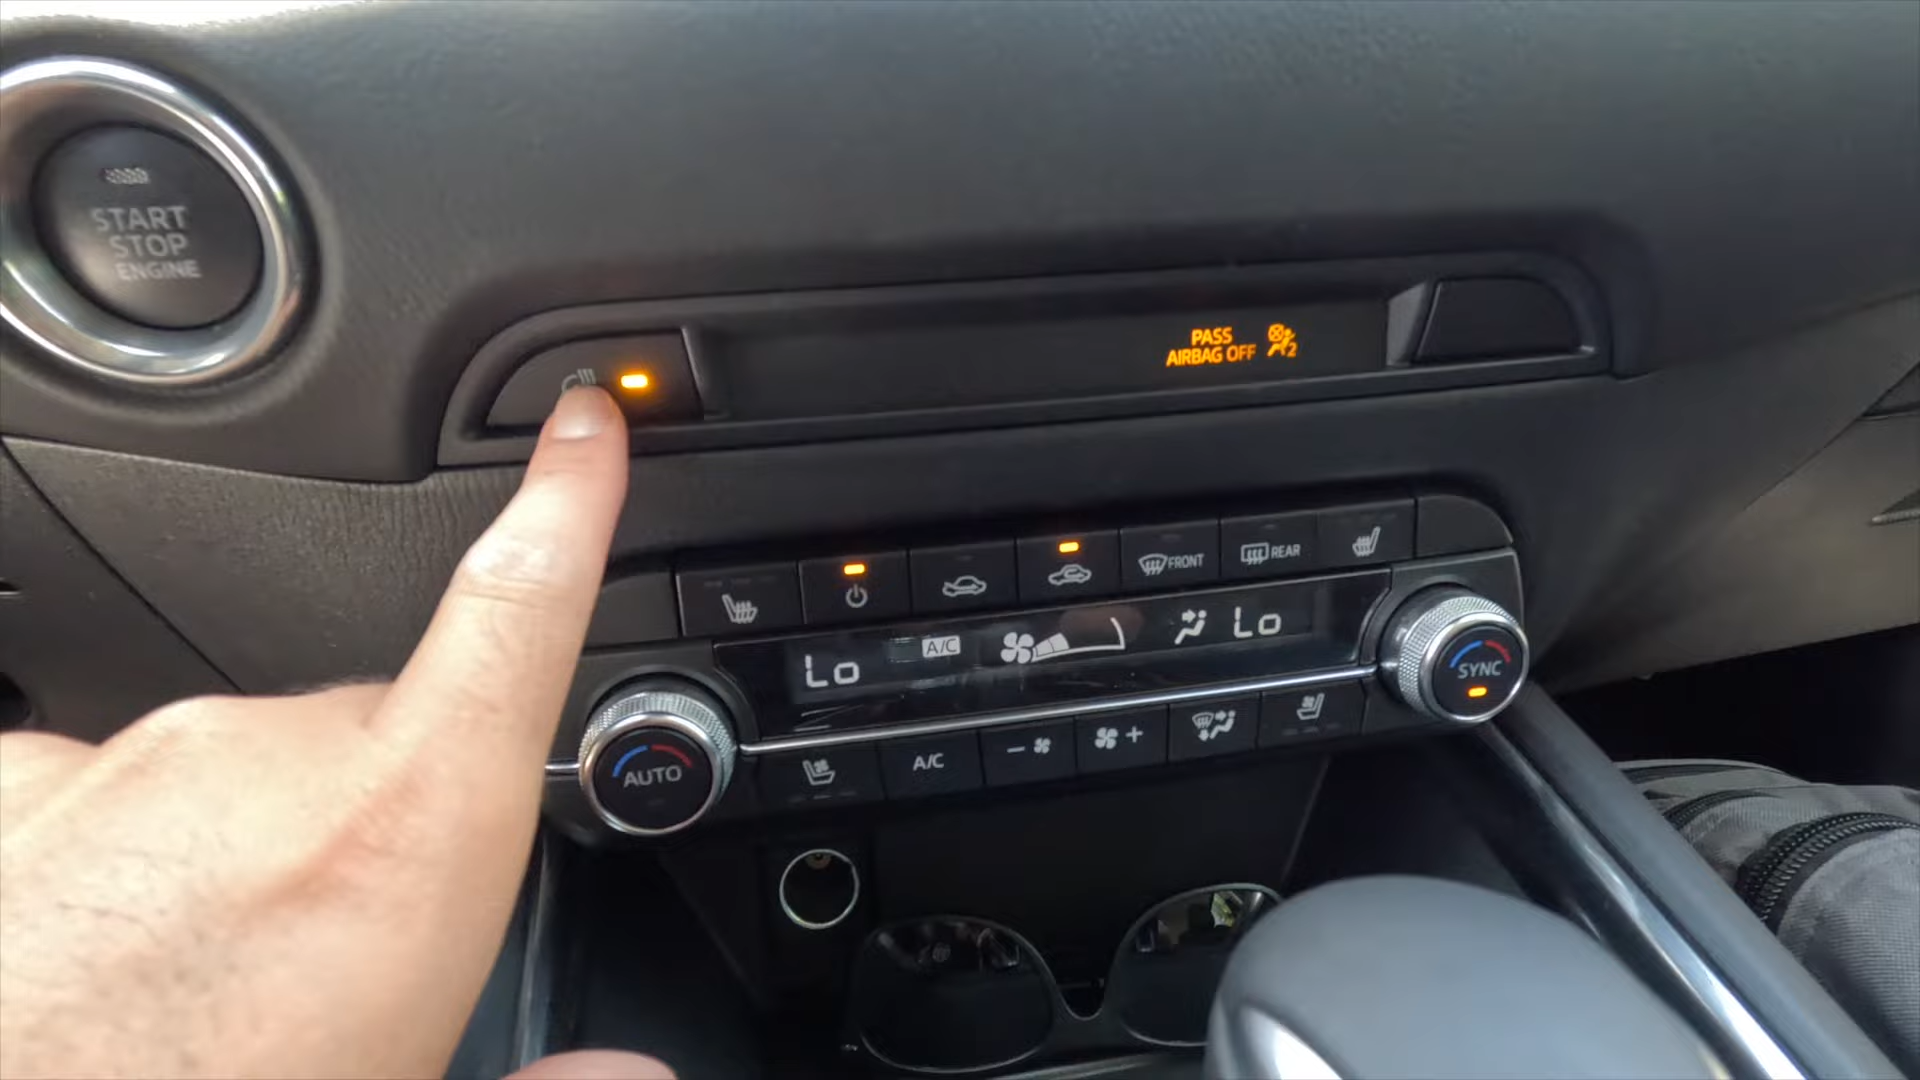 START
STOP
ENGINE
PASS
AIRBAG OFF
2
FRONT
REAR
Lo
A/C
Lo
SYNC
AUTO
A/C
- +